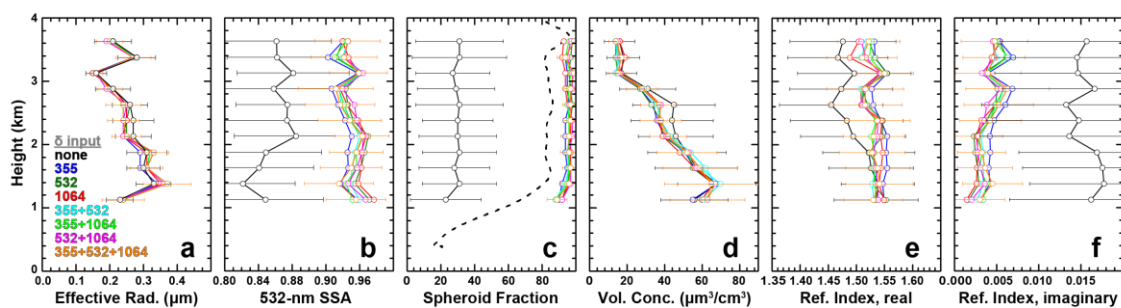 Height (km)
4
3
2
1
0
δ input
none
355
532
1064
355+532
355+1064
532+1064
355+532+1064
a
b
c
d
e
f
0.0 0.1 0.2 0.3 0.4
0.80 0.84 0.88 0.90 0.92 0.96
0 20 40 60 80
0 20 40 60 80
1.35 1.40 1.45 1.50 1.55 1.60
0.000 0.005 0.010 0.015
Effective Rad. (µm)
532-nm SSA
Spheroid Fraction
Vol. Conc. (µm³/cm³)
Ref. Index, real
Ref. Index, imaginary